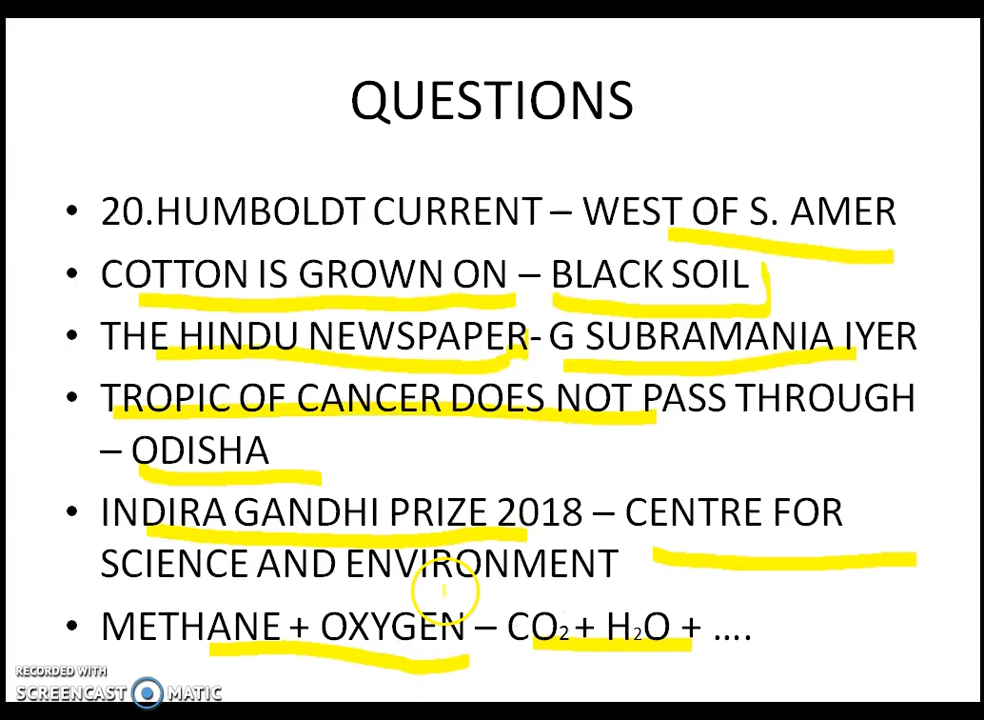 QUESTIONS
• 20.HUMBOLDT CURRENT – WEST OF S. AMER
• COTTON IS GROWN ON – BLACK SOIL
• THE HINDU NEWSPAPER- G SUBRAMANIA IYER
• TROPIC OF CANCER DOES NOT PASS THROUGH
– ODISHA
• INDIRA GANDHI PRIZE 2018 – CENTRE FOR
SCIENCE AND ENVIRONMENT
• METHANE + OXYGEN – CO₂ + H₂O + ....
RECORDED WITH
SCREENCAST MATIC